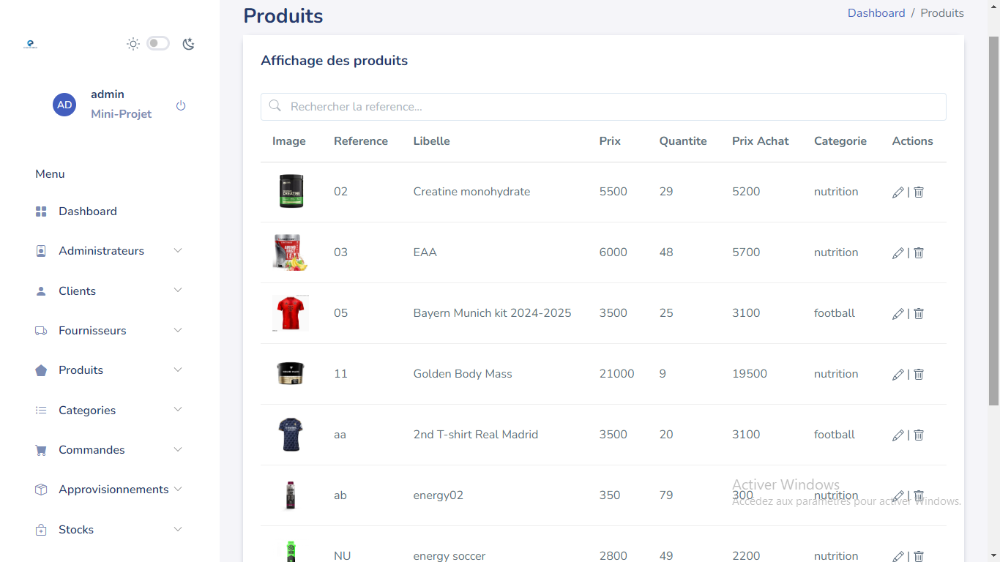 Produits
Dashboard / Produits
Affichage des produits
AD
admin
Mini-Projet
Rechercher la reference...
Image Reference Libelle Prix Quantite Prix Achat Categorie Actions
Menu
02 Creatine monohydrate 5500 29 5200 nutrition |
Dashboard
Administrateurs
03 EAA 6000 48 5700 nutrition |
Clients
05 Bayern Munich kit 2024-2025 3500 25 3100 football |
Fournisseurs
Produits
11 Golden Body Mass 21000 9 19500 nutrition |
Categories
aa 2nd T-shirt Real Madrid 3500 20 3100 football |
Commandes
Approvisionnements
ab energy02 350 79 300 nutrition |
Activer Windows
Accédez aux paramètres pour activer Windows.
Stocks
NU energy soccer 2800 49 2200 nutrition |
CREATINE